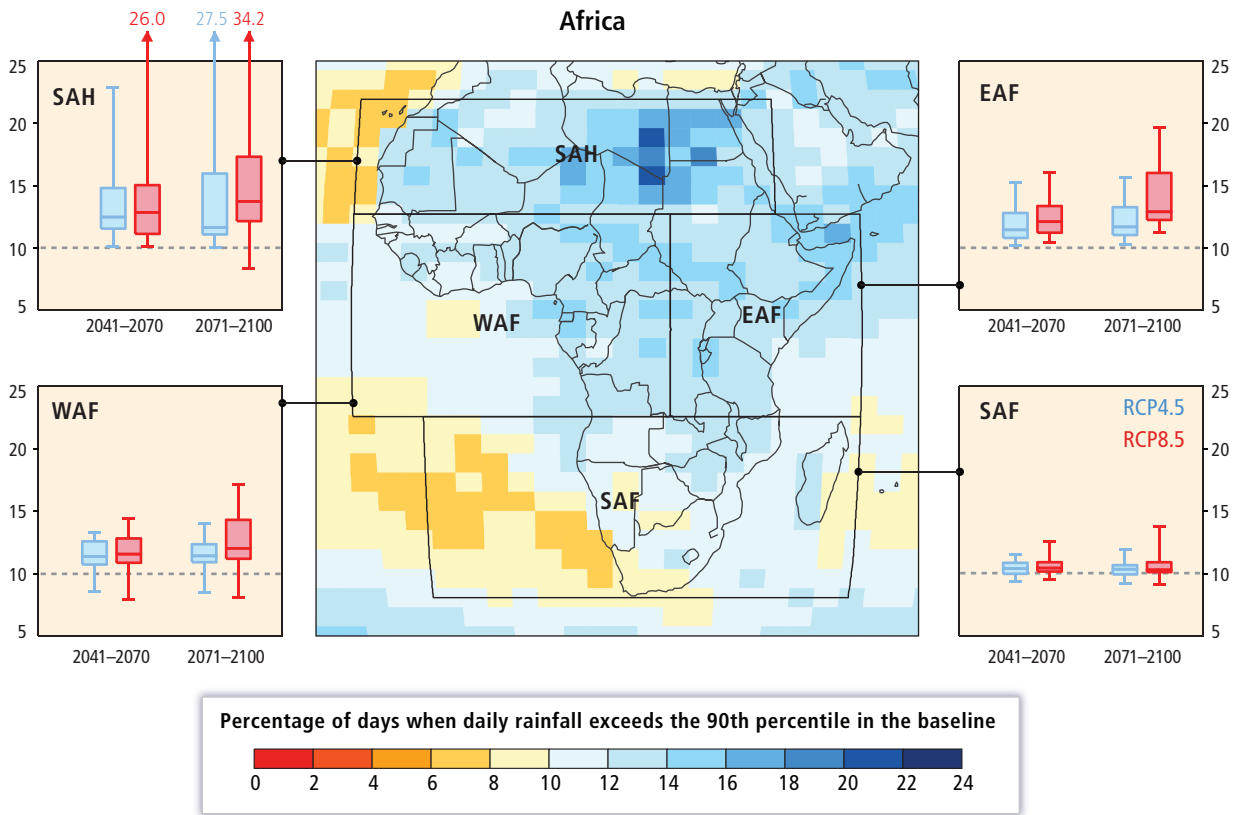 Africa
26.0 27.5 34.2
25
20
15
10
5
SAH
2041–2070 2071–2100
25
20
15
10
5
WAF
2041–2070 2071–2100
SAH
WAF
EAF
SAF
EAF
25
20
15
10
5
2041–2070 2071–2100
SAF
RCP4.5
RCP8.5
25
20
15
10
5
2041–2070 2071–2100
Percentage of days when daily rainfall exceeds the 90th percentile in the baseline
0 2 4 6 8 10 12 14 16 18 20 22 24